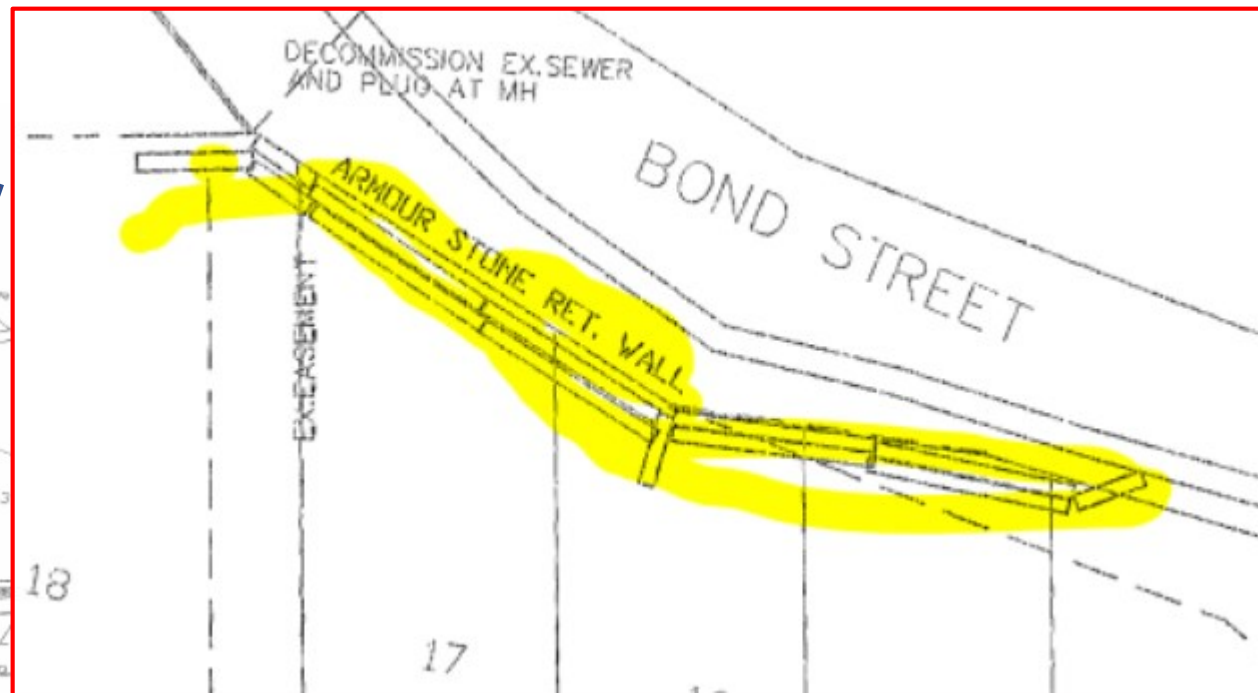 DECOMMISSION EX.SEWER
AND PLUG AT MH
BOND STREET
ARMOUR STONE RET. WALL
EX.EASEMENT
18
17